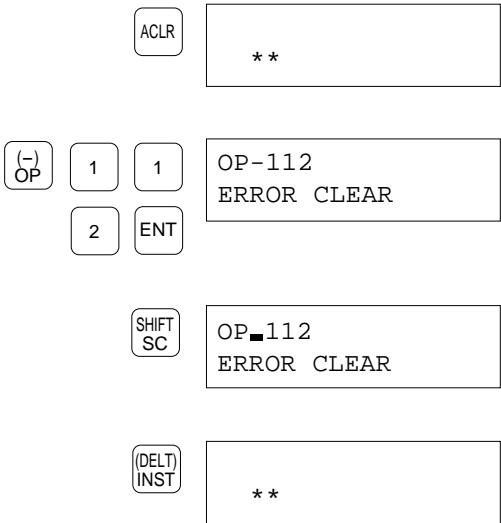 ACLR
**
(−)
OP
1
1
OP-112
ERROR CLEAR
2
ENT
SHIFT
SC
OP▬112
ERROR CLEAR
(DELT)
INST
**